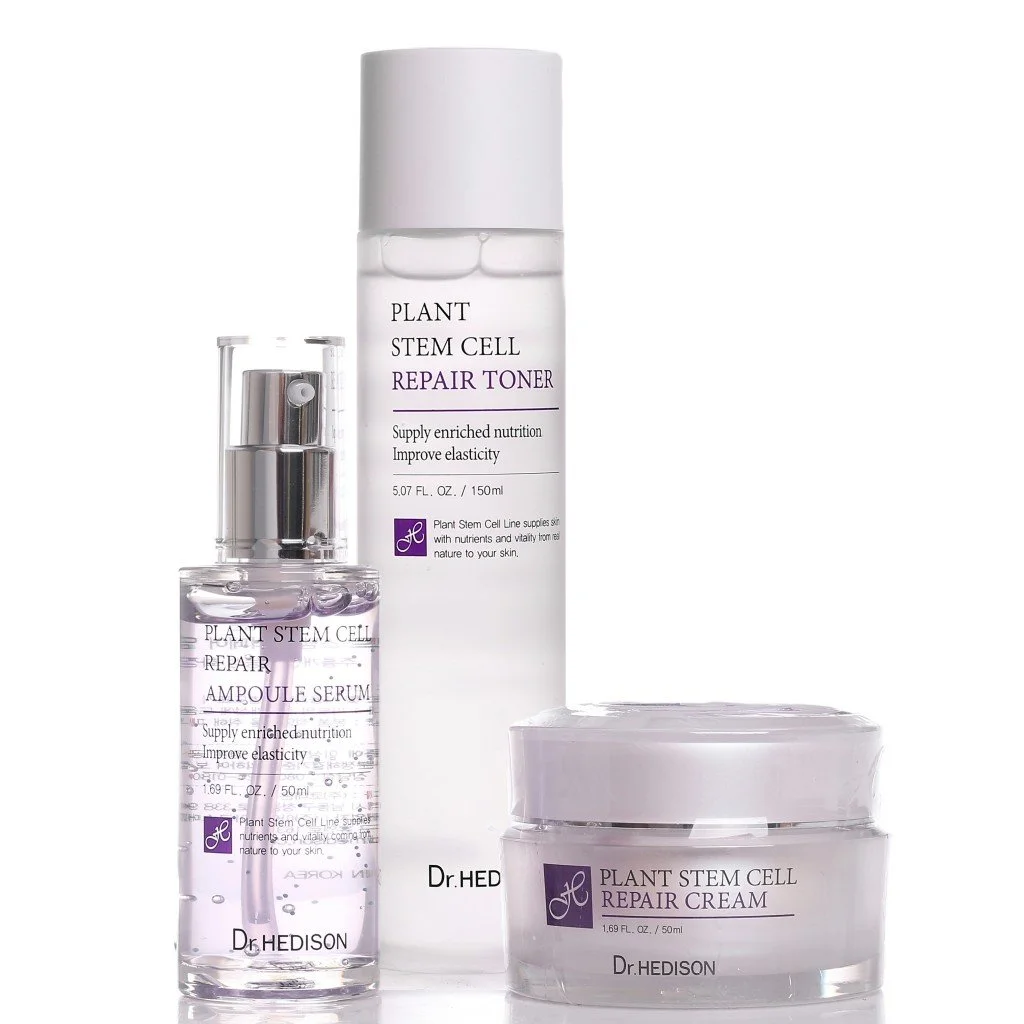 PLANT
STEM CELL
REPAIR TONER
Supply enriched nutrition
Improve elasticity
5.07 FL. OZ. / 150ml
Plant Stem Cell Line supplies skin
with nutrients and vitality from real
nature to your skin.
Dr.HED
PLANT STEM CELL
REPAIR
AMPOULE SERUM
Supply enriched nutrition
Improve elasticity
1.69 FL. OZ. / 50ml
Plant Stem Cell Line supplies
nutrients and vitality coming from
nature to your skin.
KOREA
Dr.HEDISON
H
PLANT STEM CELL
REPAIR CREAM
1.69 FL. OZ. / 50ml
Dr.HEDISON